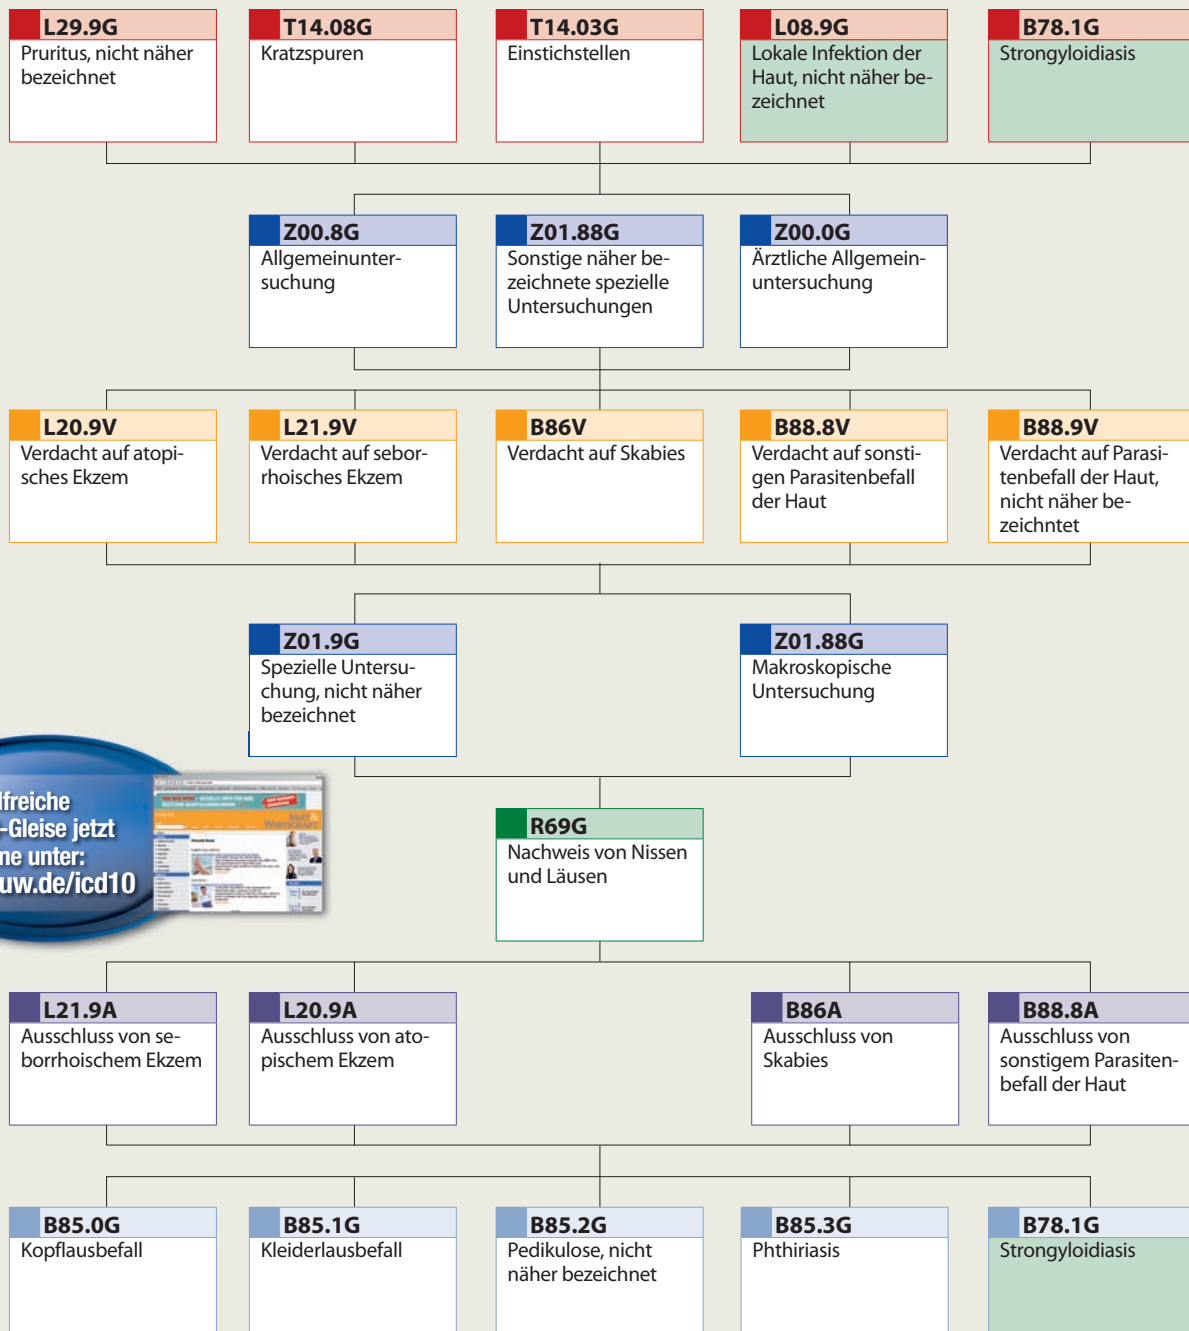 L29.9G
Pruritus, nicht näher
bezeichnet
T14.08G
Kratzspuren
T14.03G
Einstichstellen
L08.9G
Lokale Infektion der
Haut, nicht näher be-
zeichnet
B78.1G
Strongyloidiasis
Z00.8G
Allgemeinunter-
suchung
Z01.88G
Sonstige näher be-
zeichnete spezielle
Untersuchungen
Z00.0G
Ärztliche Allgemein-
untersuchung
L20.9V
Verdacht auf atopi-
sches Ekzem
L21.9V
Verdacht auf sebor-
rhoisches Ekzem
B86V
Verdacht auf Skabies
B88.8V
Verdacht auf sonsti-
gen Parasitenbefall
der Haut
B88.9V
Verdacht auf Parasi-
tenbefall der Haut,
nicht näher be-
zeichntet
Z01.9G
Spezielle Untersu-
chung, nicht näher
bezeichnet
Z01.88G
Makroskopische
Untersuchung
lfreiche
-Gleise jetzt
ne unter:
uw.de/icd10
R69G
Nachweis von Nissen
und Läusen
L21.9A
Ausschluss von se-
borrhoischem Ekzem
L20.9A
Ausschluss von ato-
pischem Ekzem
B86A
Ausschluss von
Skabies
B88.8A
Ausschluss von
sonstigem Parasiten-
befall der Haut
B85.0G
Kopflausbefall
B85.1G
Kleiderlausbefall
B85.2G
Pedikulose, nicht
näher bezeichnet
B85.3G
Phthiriasis
B78.1G
Strongyloidiasis